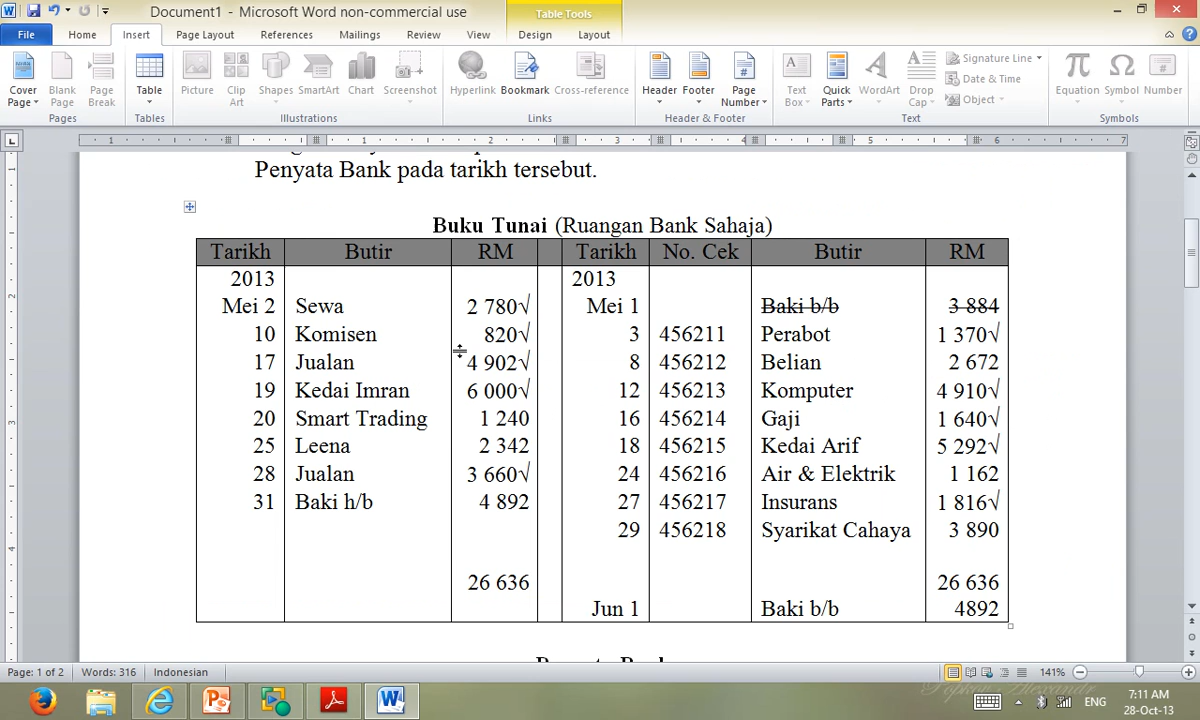 Document1 - Microsoft Word non-commercial use
Table Tools
File Home Insert Page Layout References Mailings Review View Design Layout
Cover Page Blank Page Page Break Table Picture Clip Art Shapes SmartArt Chart Screenshot Hyperlink Bookmark Cross-reference Header Footer Page Number Text Box Quick Parts WordArt Drop Cap Signature Line Date & Time Object Equation Symbol Number
Pages Tables Illustrations Links Header & Footer Text Symbols
Penyata Bank pada tarikh tersebut.
Buku Tunai (Ruangan Bank Sahaja)
Tarikh Butir RM Tarikh No. Cek Butir RM
2013 2013
Mei 2 Sewa 2 780√ Mei 1 Baki b/b 3 884
10 Komisen 820√ 3 456211 Perabot 1 370√
17 Jualan 4 902√ 8 456212 Belian 2 672
19 Kedai Imran 6 000√ 12 456213 Komputer 4 910√
20 Smart Trading 1 240 16 456214 Gaji 1 640√
25 Leena 2 342 18 456215 Kedai Arif 5 292√
28 Jualan 3 660√ 24 456216 Air & Elektrik 1 162
31 Baki h/b 4 892 27 456217 Insurans 1 816√
29 456218 Syarikat Cahaya 3 890
26 636 26 636
Jun 1 Baki b/b 4892
Page: 1 of 2 Words: 316 Indonesian 141%
ENG 7:11 AM
28-Oct-13